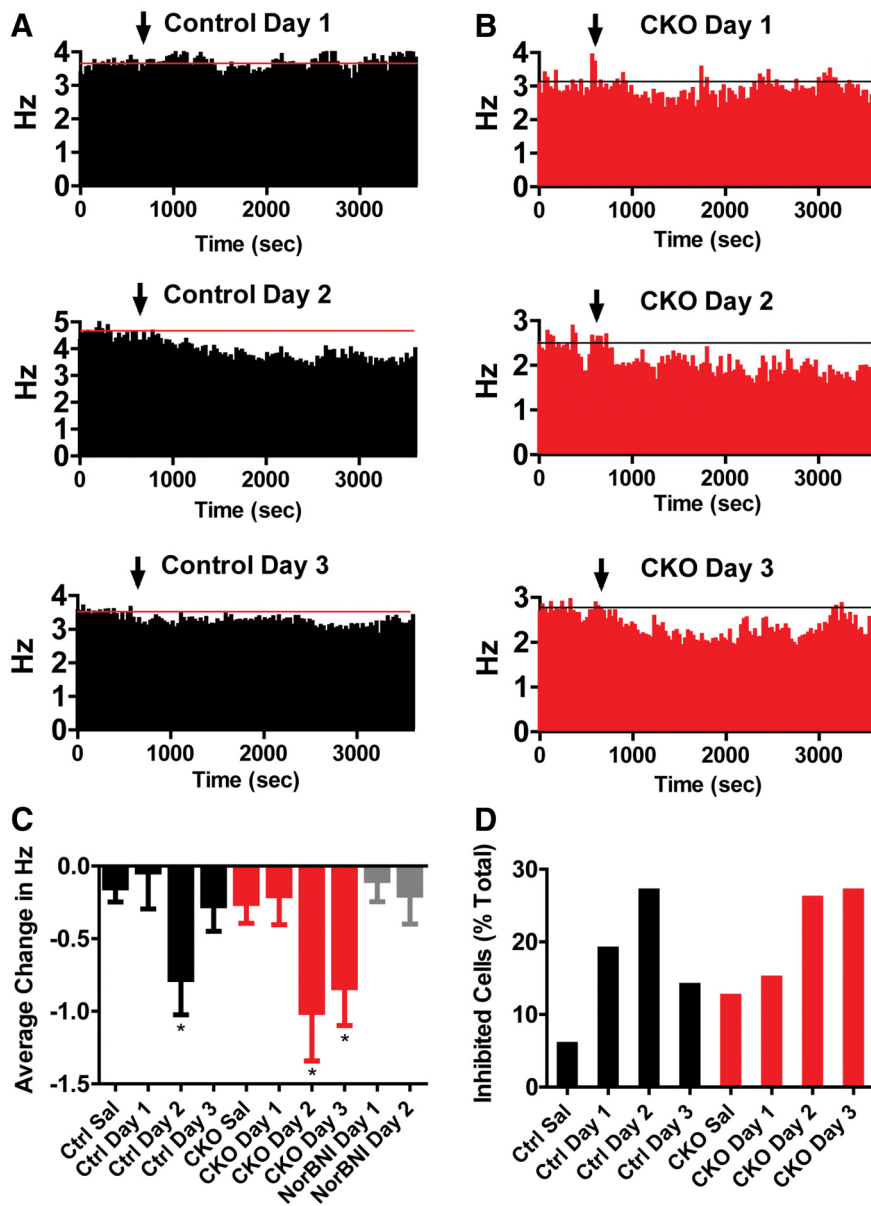 A
Control Day 1
Hz
4
3
2
1
0
0 1000 2000 3000
Time (sec)
Control Day 2
Hz
5
4
3
2
1
0
0 1000 2000 3000
Time (sec)
Control Day 3
Hz
4
3
2
1
0
0 1000 2000 3000
Time (sec)
B
CKO Day 1
Hz
4
3
2
1
0
0 1000 2000 3000
Time (sec)
CKO Day 2
Hz
3
2
1
0
0 1000 2000 3000
Time (sec)
CKO Day 3
Hz
3
2
1
0
0 1000 2000 3000
Time (sec)
C
Average Change in Hz
0.0
-0.5
-1.0
-1.5
*
*
*
Ctrl Sal
Ctrl Day 1
Ctrl Day 2
Ctrl Day 3
CKO Sal
CKO Day 1
CKO Day 2
CKO Day 3
NorBNI Day 1
NorBNI Day 2
D
Inhibited Cells (% Total)
30
20
10
0
Ctrl Sal
Ctrl Day 1
Ctrl Day 2
Ctrl Day 3
CKO Sal
CKO Day 1
CKO Day 2
CKO Day 3